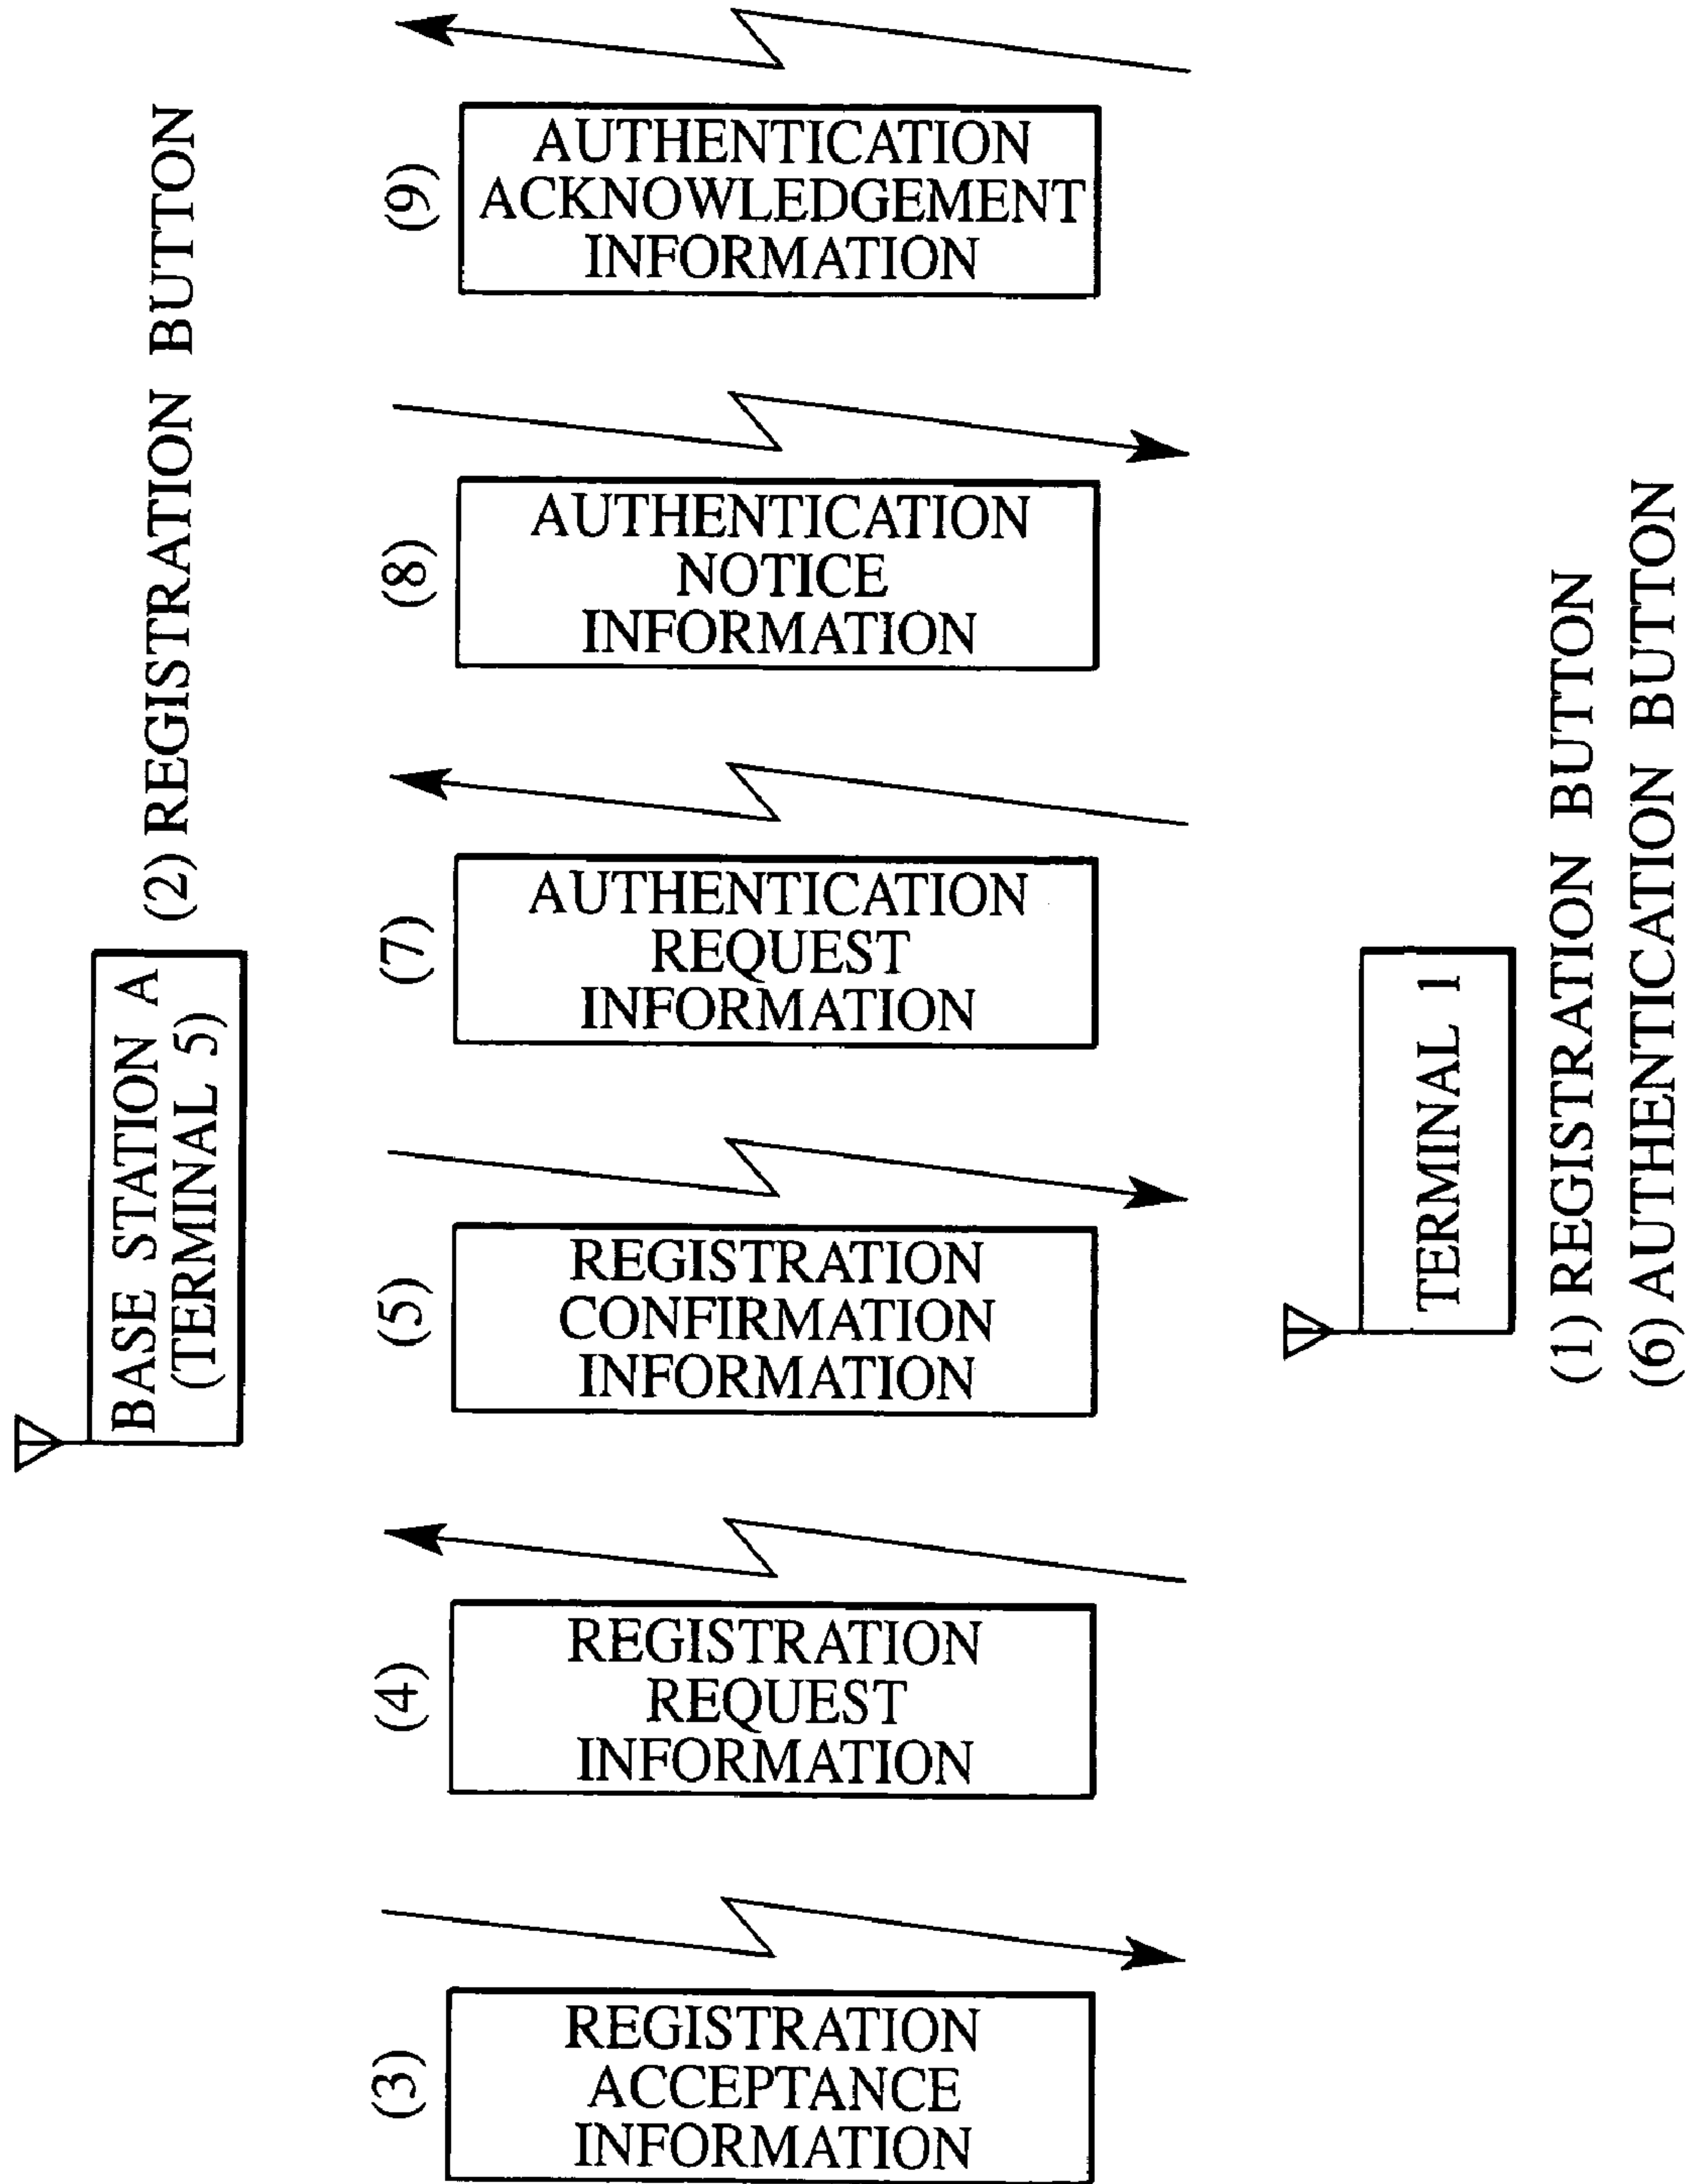 BASE STATION A
(TERMINAL 5)
(2) REGISTRATION BUTTON
(3)
REGISTRATION
ACCEPTANCE
INFORMATION
(4)
REGISTRATION
REQUEST
INFORMATION
(5)
REGISTRATION
CONFIRMATION
INFORMATION
(7)
AUTHENTICATION
REQUEST
INFORMATION
(8)
AUTHENTICATION
NOTICE
INFORMATION
(9)
AUTHENTICATION
ACKNOWLEDGEMENT
INFORMATION
TERMINAL 1
(1) REGISTRATION BUTTON
(6) AUTHENTICATION BUTTON